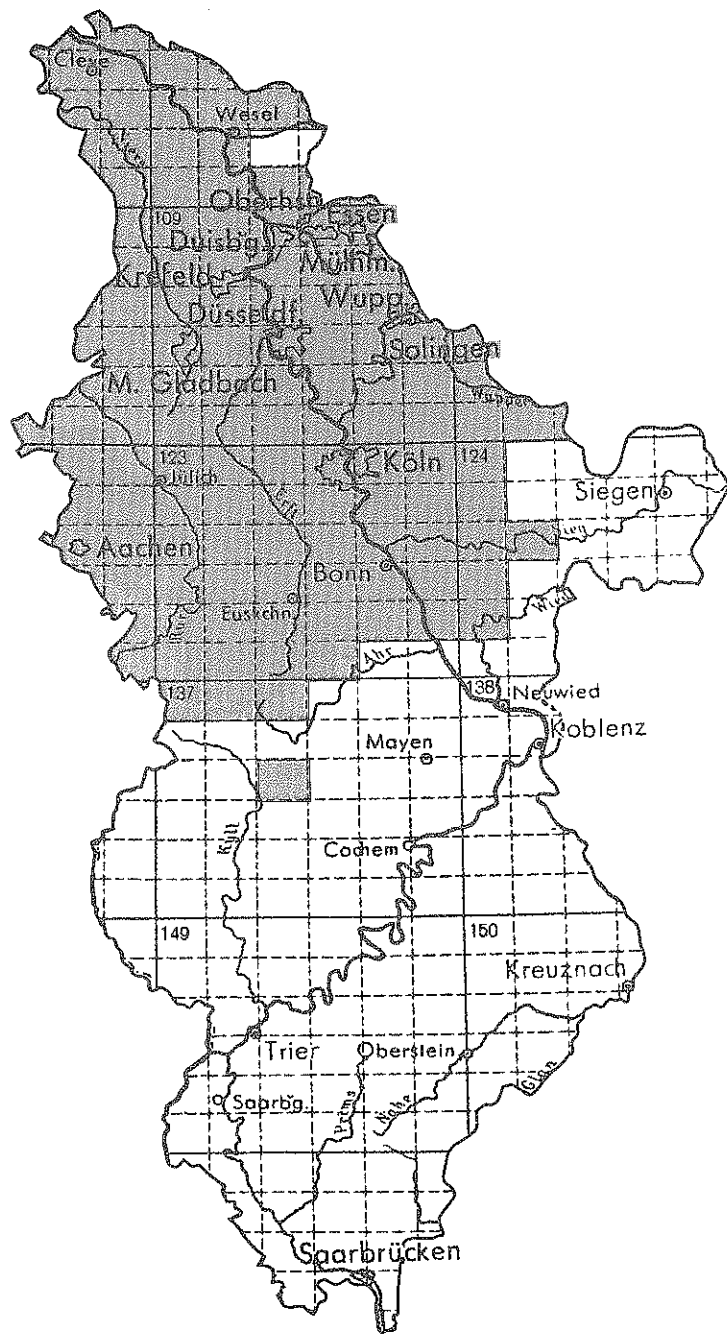 Cleve
Wesel
Oberhsn.
Essen
109
Duisbg.
Mülhm.
Krefeld
Wupp.
Düsseldf.
Solingen
M. Gladbach
Wupper
123
124
Jülich
Köln
Siegen
Erft
Sieg
Aachen
Bonn
Wied
Euskchn.
Rur
Ahr
137
138
Neuwied
Koblenz
Mayen
Kyll
Cochem
149
150
Kreuznach
Trier
Oberstein
Glan
Saarbg.
Prims
Nahe
Saarbrücken